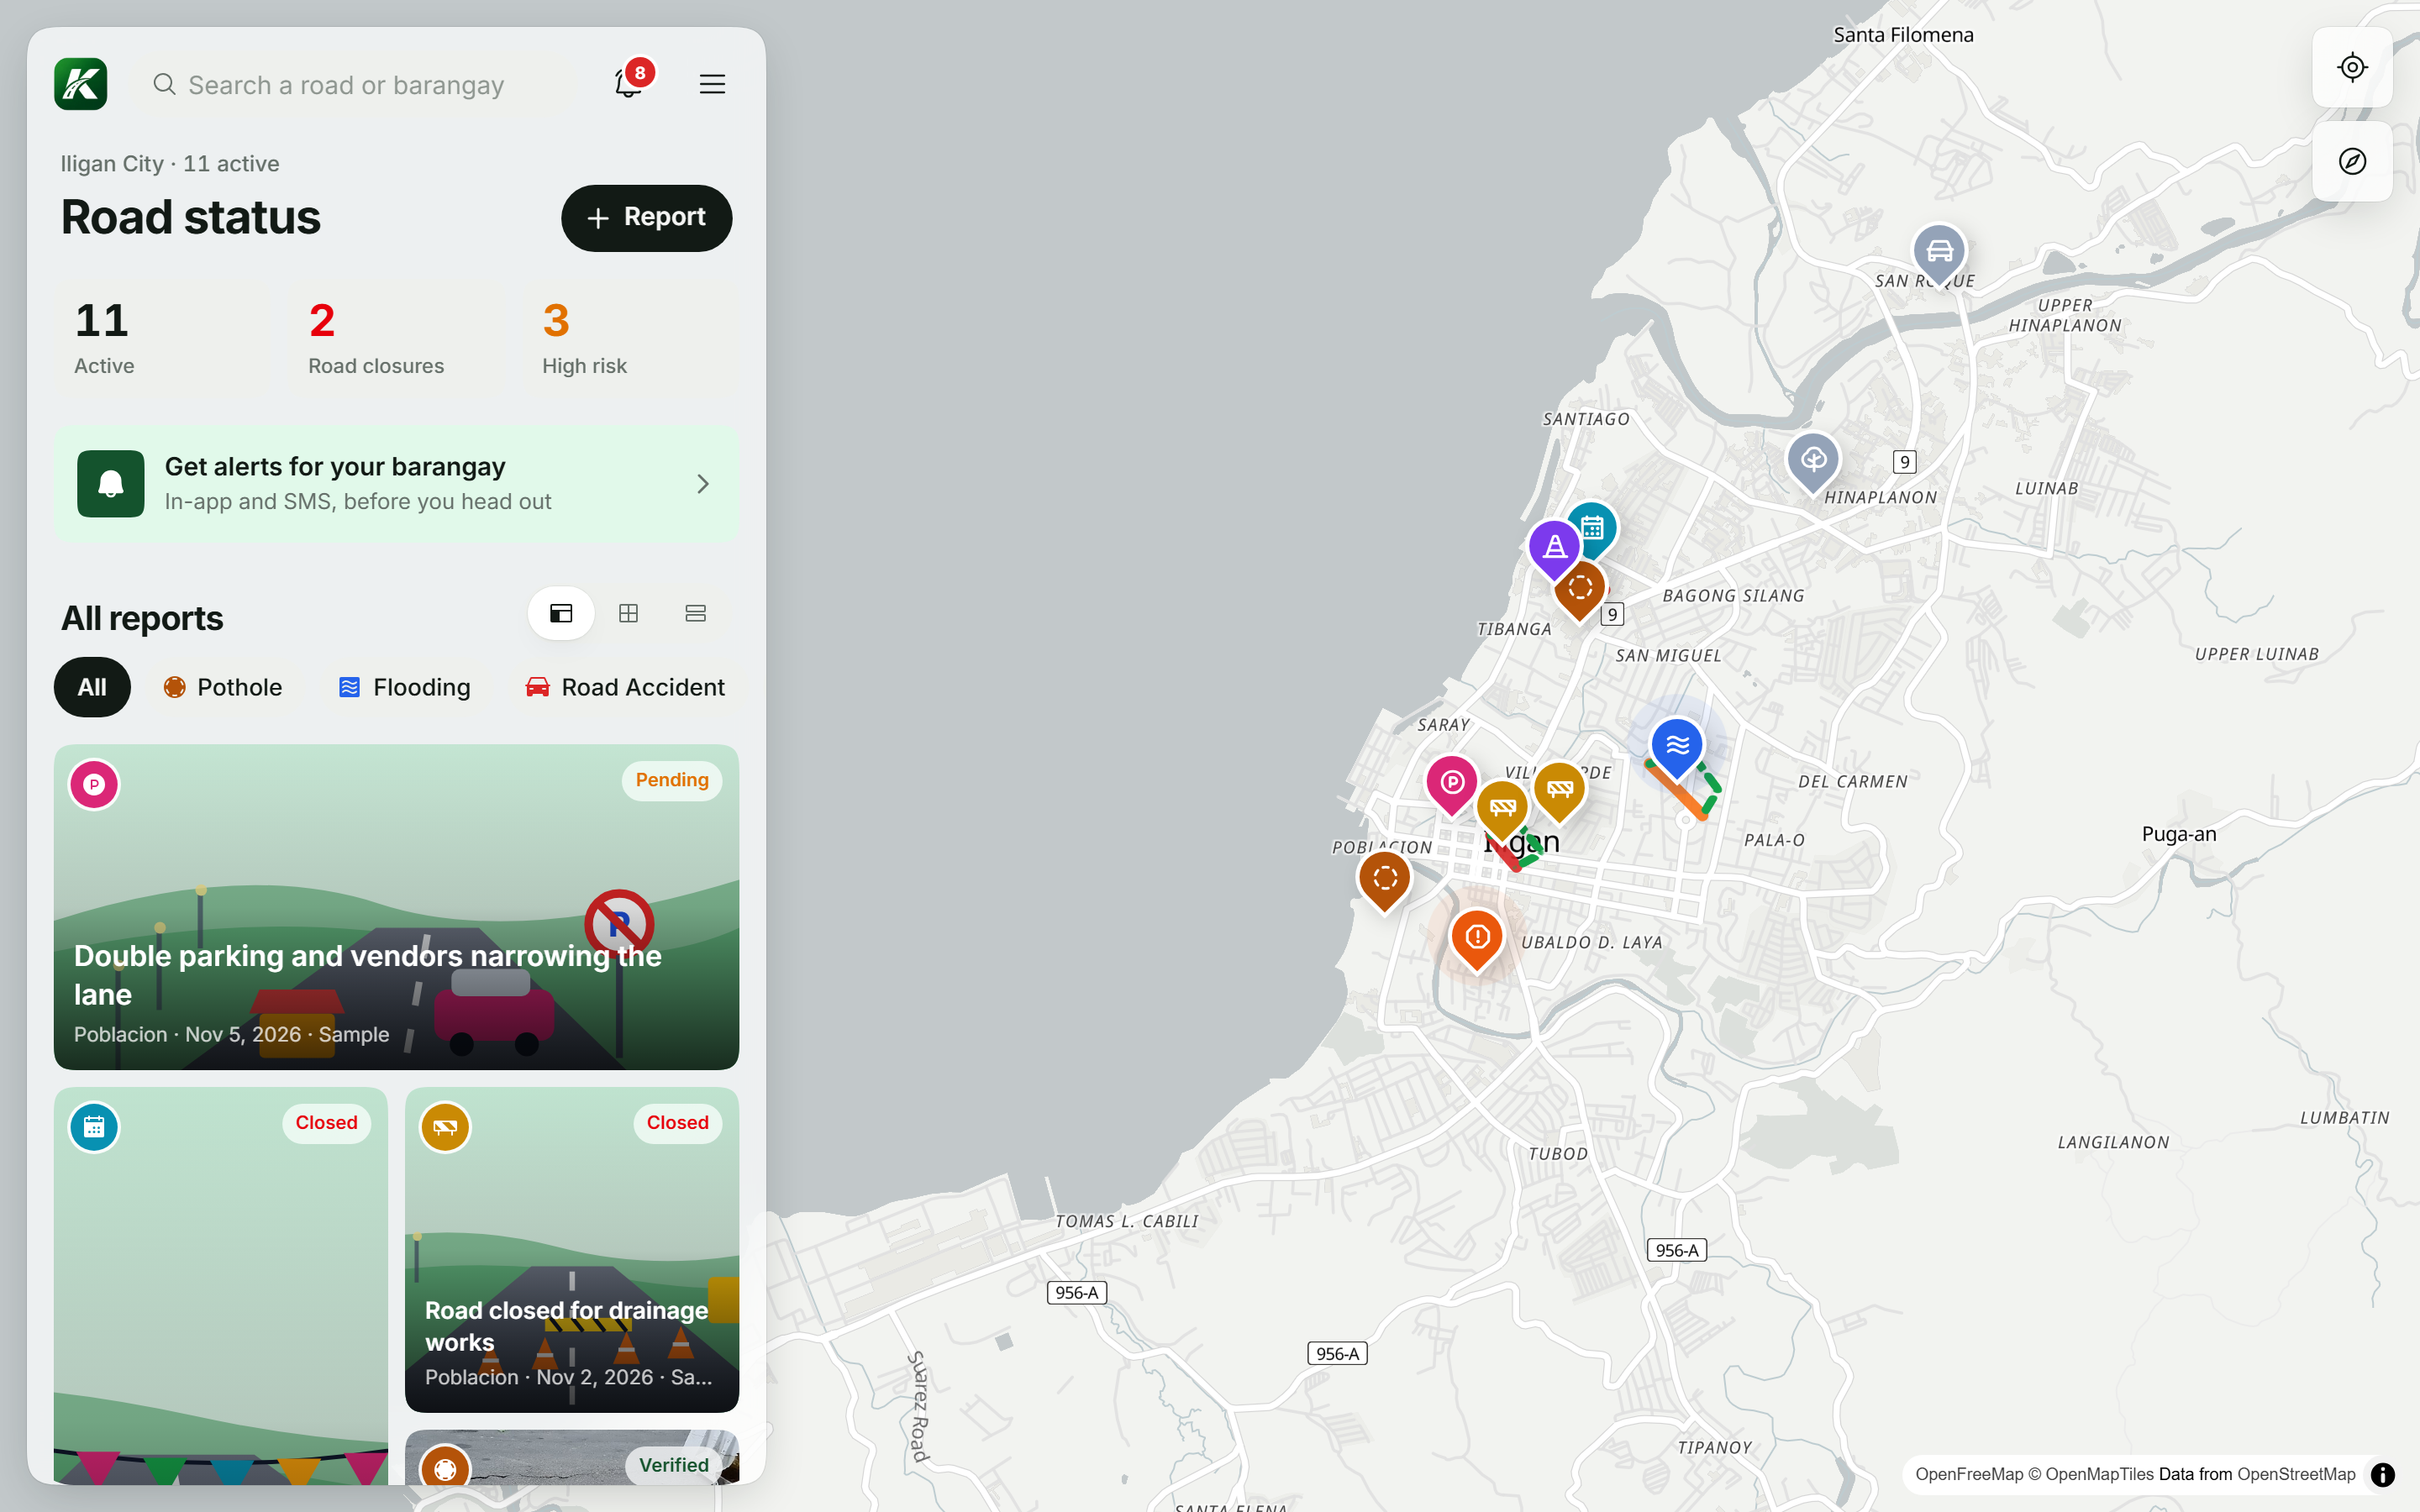 K
Search a road or barangay
8
Iligan City · 11 active
Road status
Report
11
Active
2
Road closures
3
High risk
Get alerts for your barangay
In-app and SMS, before you head out
All reports
All
Pothole
Flooding
Road Accident
P
Pending
P
Double parking and vendors narrowing the
lane
Poblacion · Nov 5, 2026 · Sample
Closed
Closed
Road closed for drainage
works
Poblacion · Nov 2, 2026 · Sa...
Verified
Santa Filomena
UPPER
HINAPLANON
SANTIAGO
9
HINAPLANON
LUINAB
BAGONG SILANG
9
TIBANGA
SAN MIGUEL
UPPER LUINAB
SARAY
P
DEL CARMEN
POBLACION
PALA-O
Puga-an
UBALDO D. LAYA
LUMBATIN
LANGILANON
TUBOD
TOMAS L. CABILI
956-A
956-A
956-A
Suarez Road
TIPANOY
SANTA ELENA
OpenFreeMap © OpenMapTiles Data from OpenStreetMap